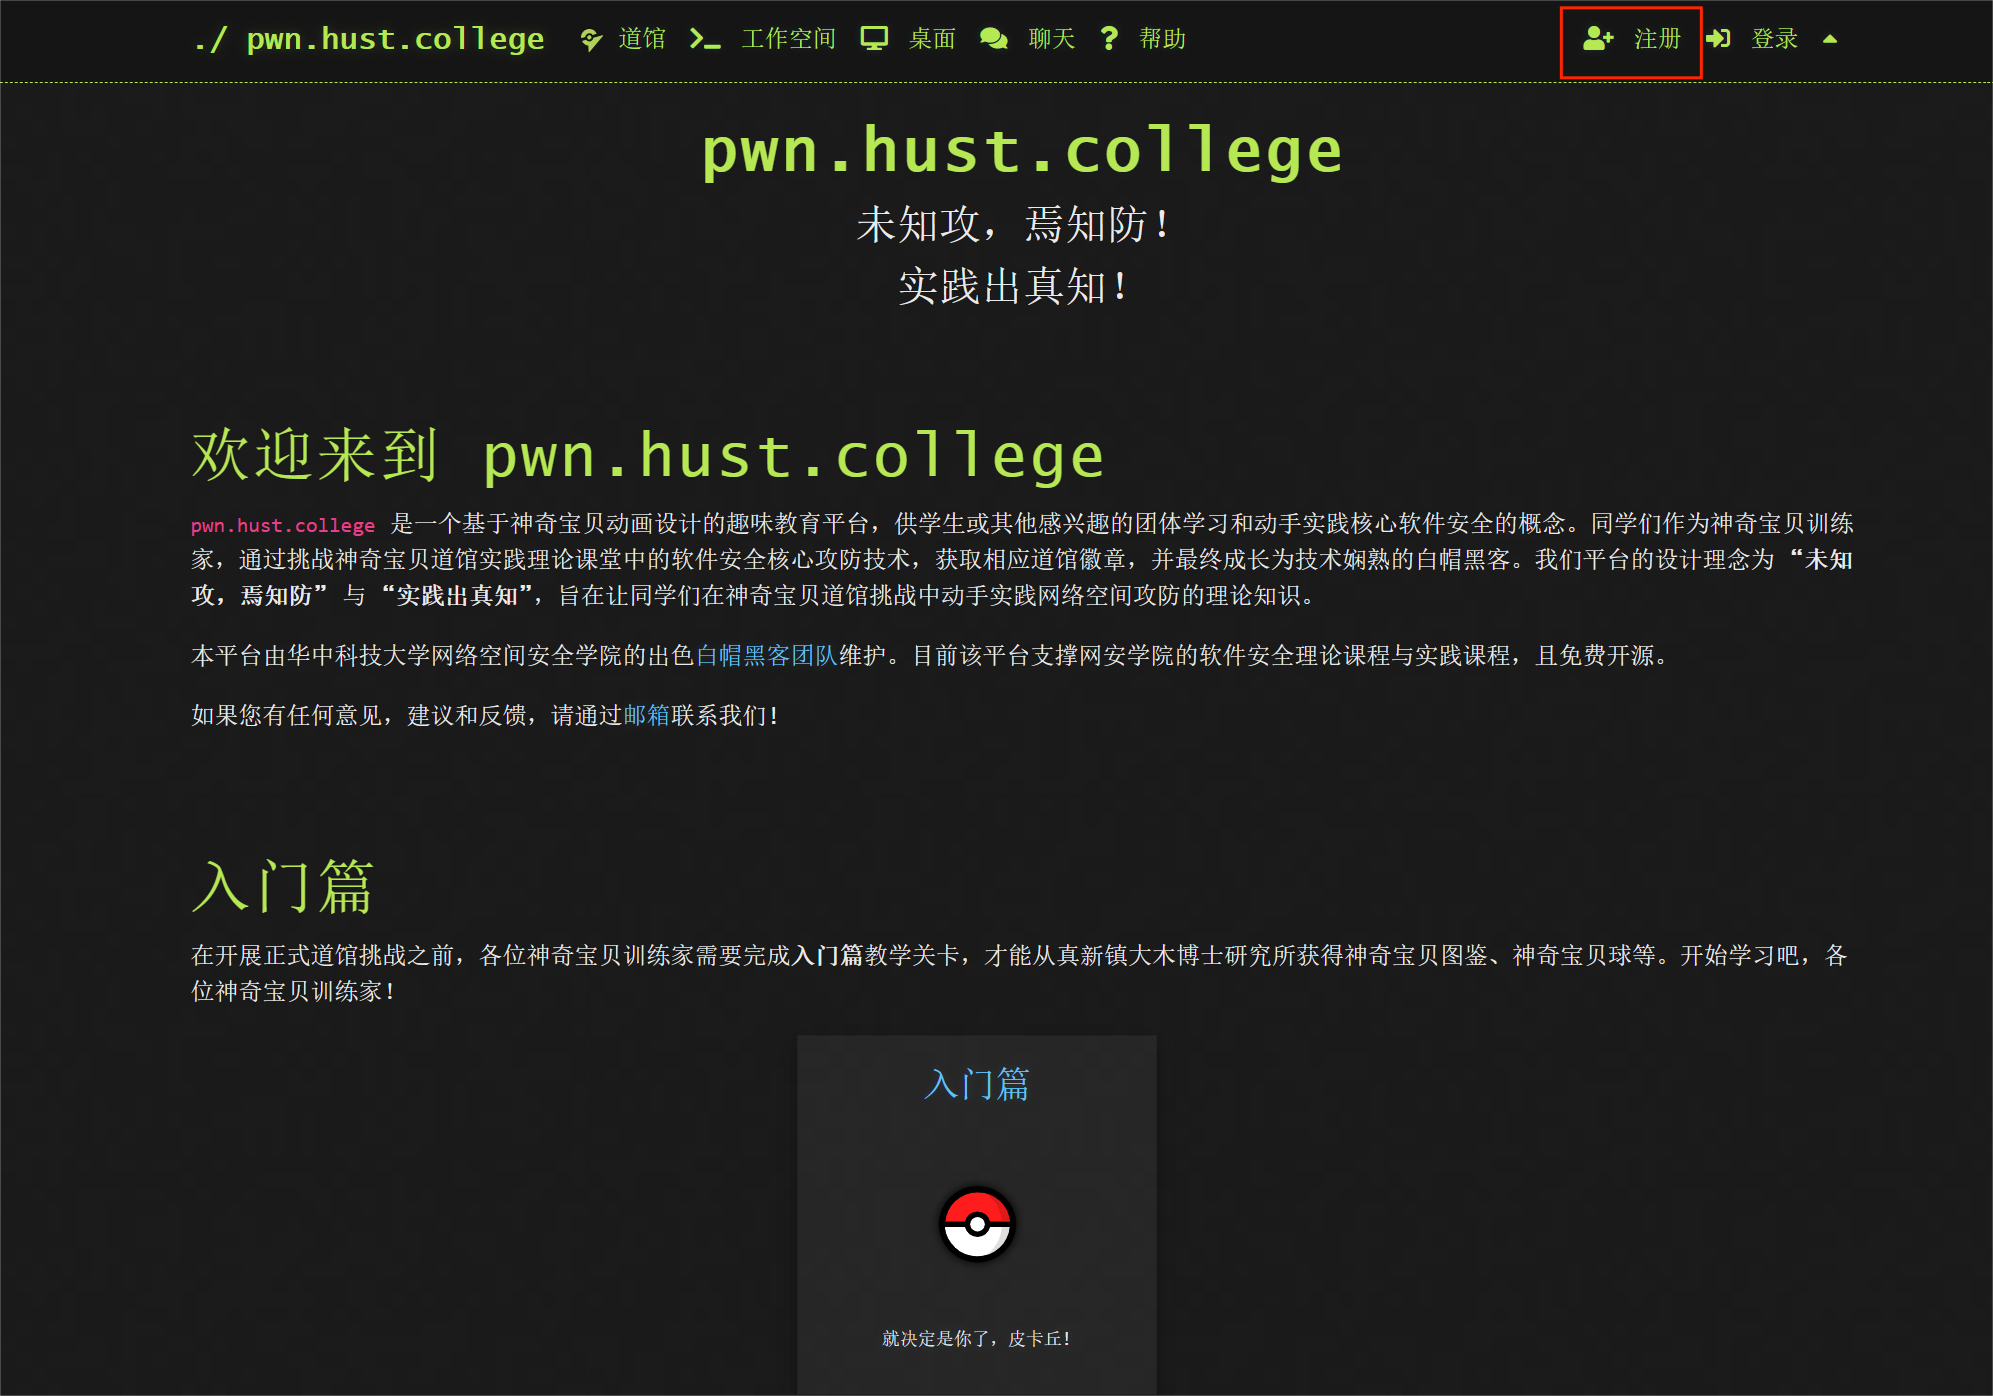 ./ pwn.hust.college 道馆 工作空间 桌面 聊天 帮助 注册 登录
pwn.hust.college
未知攻，焉知防！
实践出真知！
欢迎来到 pwn.hust.college
pwn.hust.college 是一个基于神奇宝贝动画设计的趣味教育平台，供学生或其他感兴趣的团体学习和动手实践核心软件安全的概念。同学们作为神奇宝贝训练
家，通过挑战神奇宝贝道馆实践理论课堂中的软件安全核心攻防技术，获取相应道馆徽章，并最终成长为技术娴熟的白帽黑客。我们平台的设计理念为“未知
攻，焉知防”与“实践出真知”，旨在让同学们在神奇宝贝道馆挑战中动手实践网络空间攻防的理论知识。
本平台由华中科技大学网络空间安全学院的出色白帽黑客团队维护。目前该平台支撑网安学院的软件安全理论课程与实践课程，且免费开源。
如果您有任何意见，建议和反馈，请通过邮箱联系我们！
入门篇
在开展正式道馆挑战之前，各位神奇宝贝训练家需要完成入门篇教学关卡，才能从真新镇大木博士研究所获得神奇宝贝图鉴、神奇宝贝球等。开始学习吧，各
位神奇宝贝训练家！
入门篇
就决定是你了，皮卡丘！